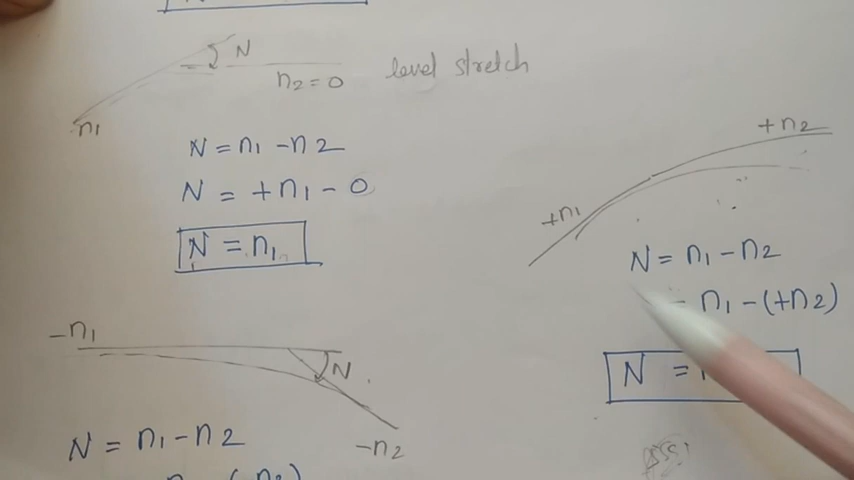 N
n2 = 0 level stretch
n1
N = n1 - n2
N = +n1 - 0
N = n1
+n2
+n1
N = n1 - n2
= n1 - (+n2)
N =
-n1
N
-n2
N = n1 - n2